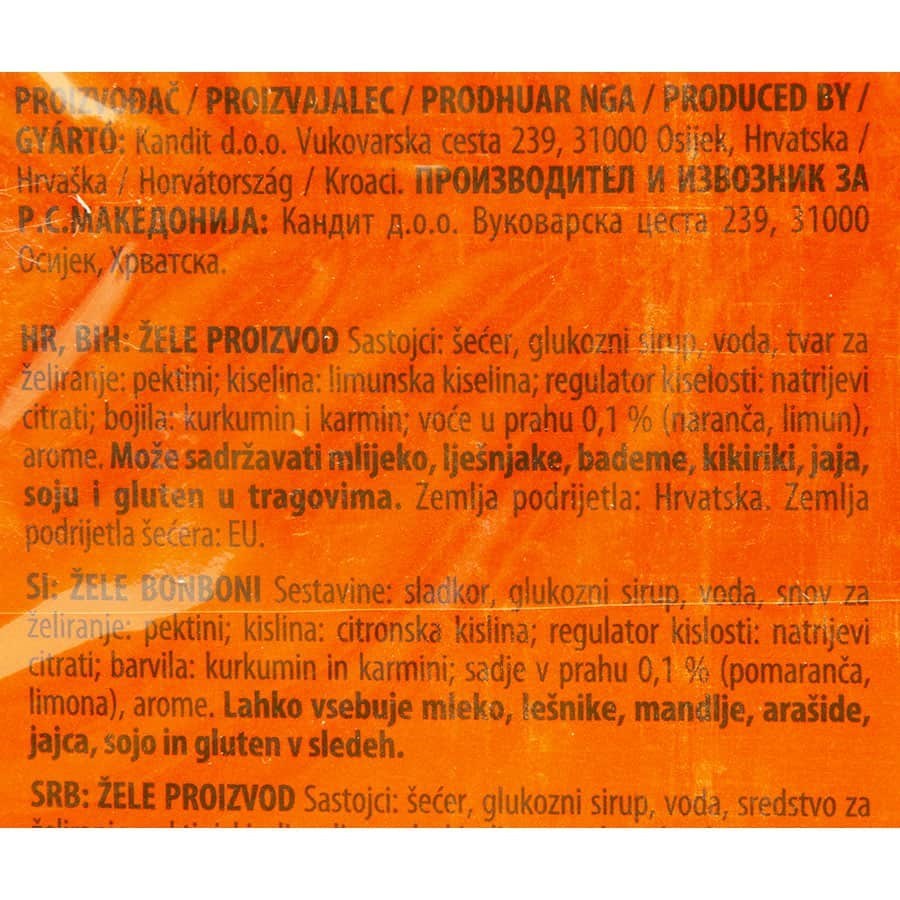 PROIZVOĐAČ / PROIZVAJALEC / PRODHUAR NGA / PRODUCED BY /
GYÁRTÓ: Kandit d.o.o. Vukovarska cesta 239, 31000 Osijek, Hrvatska /
Hrvaška / Horvátország / Kroaci. ПРОИЗВОДИТЕЛ И ИЗВОЗНИК ЗА
Р.С.МАКЕДОНИЈА: Кандит д.о.о. Вуковарска цеста 239, 31000
Осијек, Хрватска.
HR, BIH: ŽELE PROIZVOD Sastojci: šećer, glukozni sirup, voda, tvar za
želiranje: pektini; kiselina: limunska kiselina; regulator kiselosti: natrijevi
citrati; bojila: kurkumin i karmin; voće u prahu 0,1 % (naranča, limun),
arome. Može sadržavati mlijeko, lješnjake, bademe, kikiriki, jaja,
soju i gluten u tragovima. Zemlja podrijetla: Hrvatska. Zemlja
podrijetla šećera: EU.
SI: ŽELE BONBONI Sestavine: sladkor, glukozni sirup, voda, snov za
želiranje: pektini; kislina: citronska kislina; regulator kislosti: natrijevi
citrati; barvila: kurkumin in karmini; sadje v prahu 0,1 % (pomaranča,
limona), arome. Lahko vsebuje mleko, lešnike, mandlje, arašide,
jajca, sojo in gluten v sledeh.
SRB: ŽELE PROIZVOD Sastojci: šećer, glukozni sirup, voda, sredstvo za